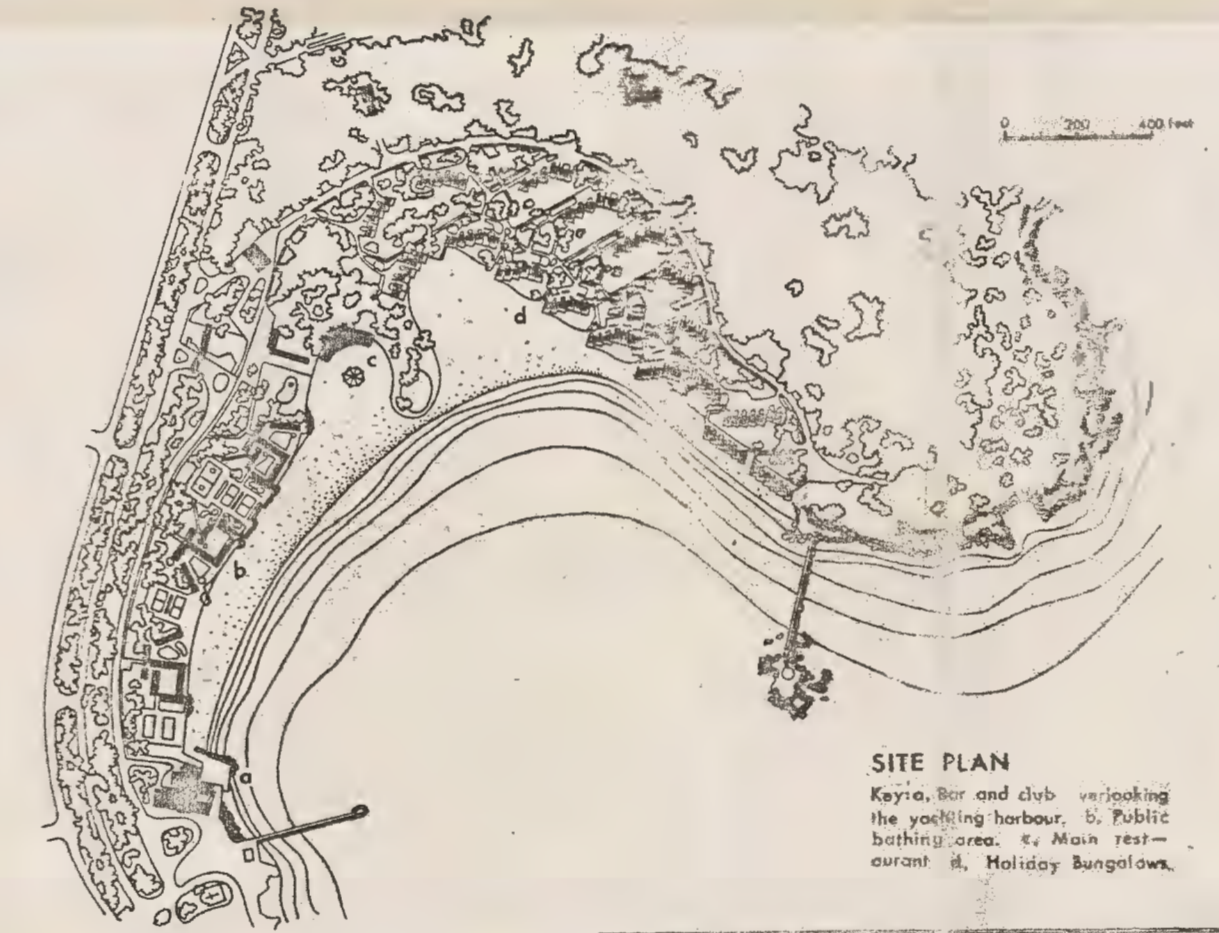 0 200 400 feet
c
d
b
a
SITE PLAN
Key: a, Bar and club verlooking
the yachting harbour. b, Public
bathing area. c, Main rest—
aurant d, Holiday Bungalows.